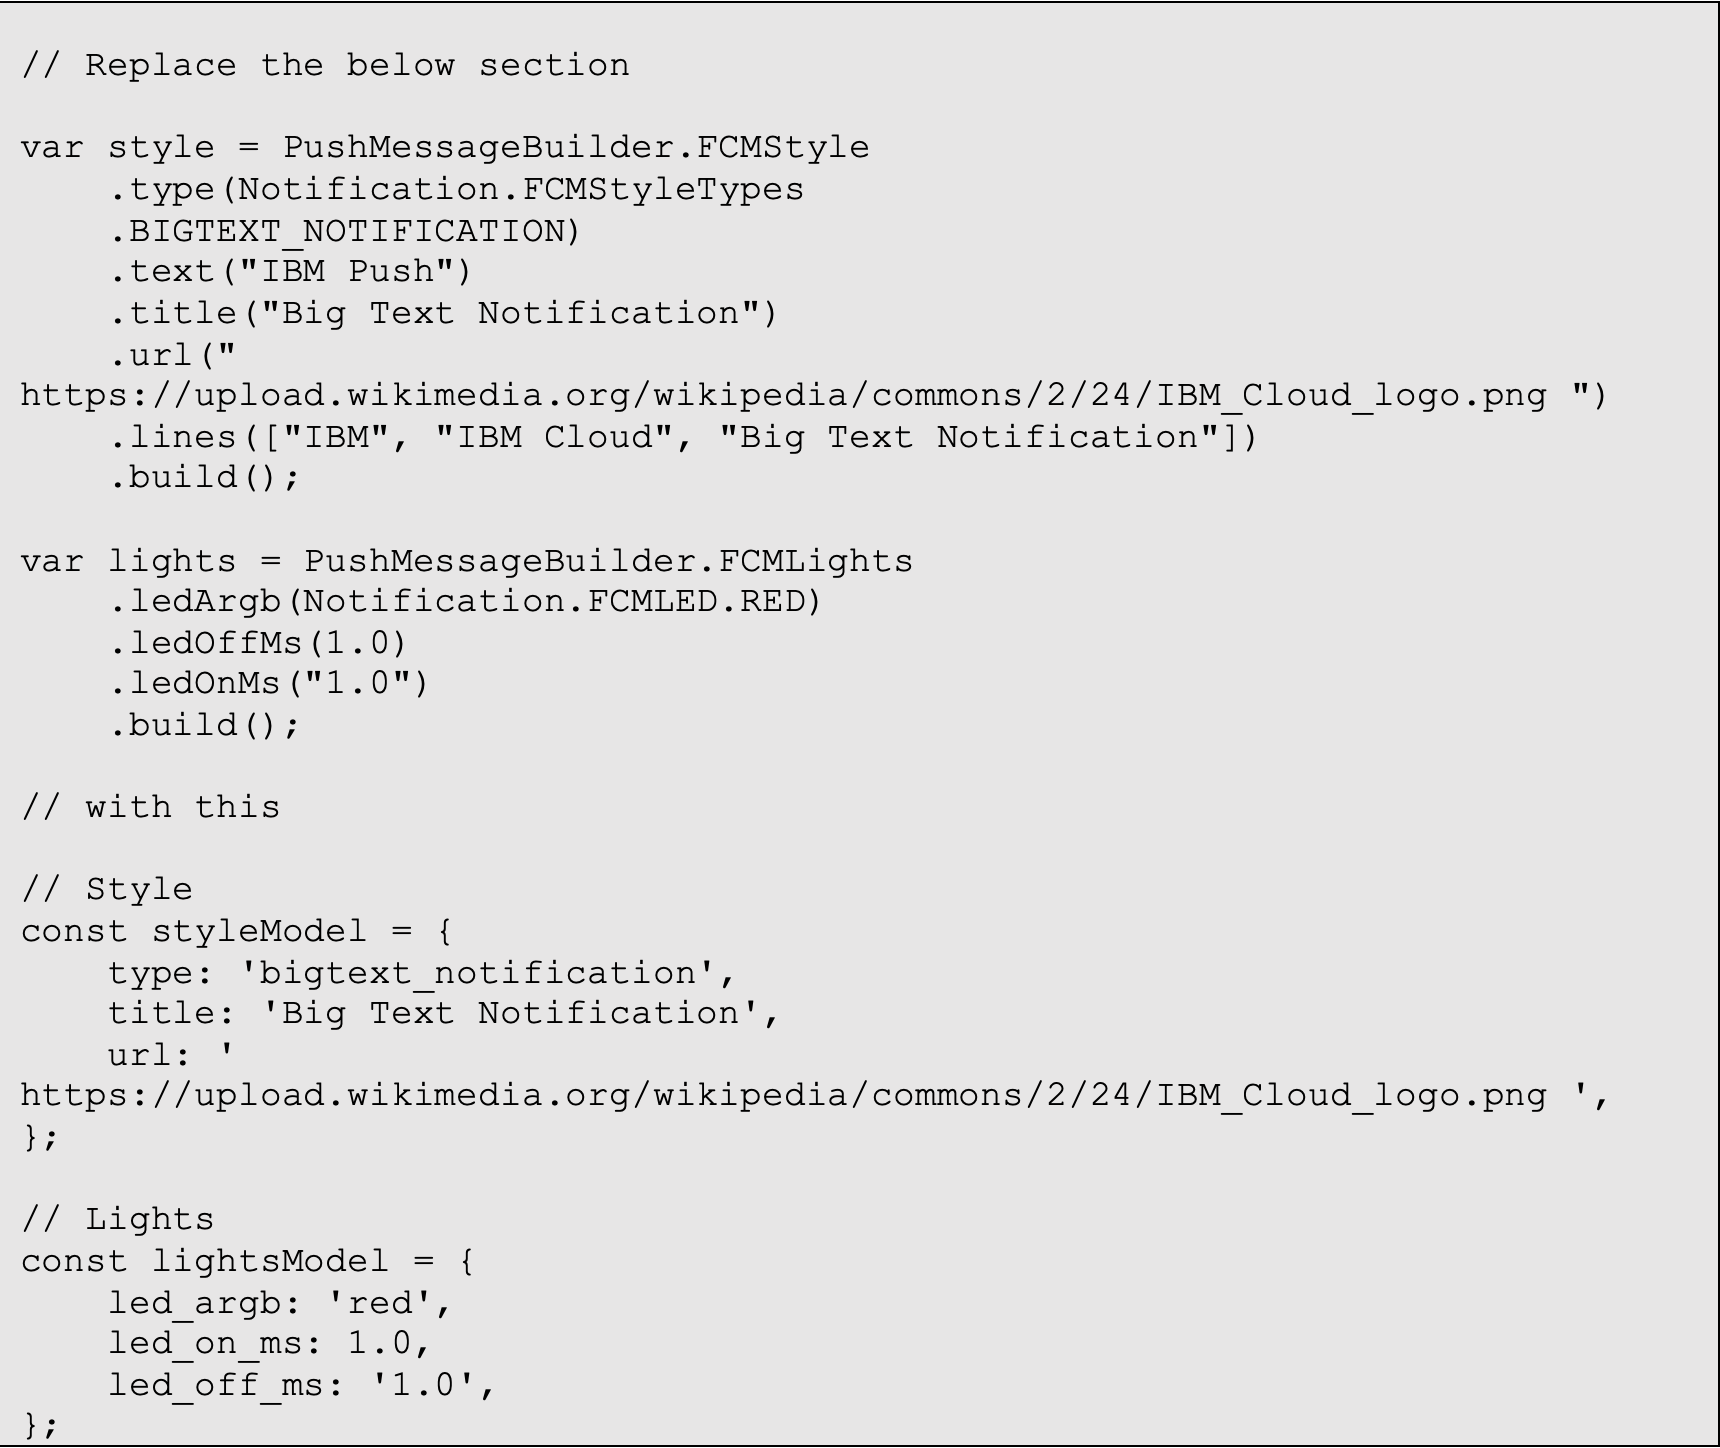 // Replace the below section
var style = PushMessageBuilder.FCMStyle
    .type(Notification.FCMStyleTypes
    .BIGTEXT_NOTIFICATION)
    .text("IBM Push")
    .title("Big Text Notification")
    .url("
https://upload.wikimedia.org/wikipedia/commons/2/24/IBM_Cloud_logo.png ")
    .lines(["IBM", "IBM Cloud", "Big Text Notification"])
    .build();
var lights = PushMessageBuilder.FCMLights
    .ledArgb(Notification.FCMLED.RED)
    .ledOffMs(1.0)
    .ledOnMs("1.0")
    .build();
// with this
// Style
const styleModel = {
    type: 'bigtext_notification',
    title: 'Big Text Notification',
    url: '
https://upload.wikimedia.org/wikipedia/commons/2/24/IBM_Cloud_logo.png ',
};
// Lights
const lightsModel = {
    led_argb: 'red',
    led_on_ms: 1.0,
    led_off_ms: '1.0',
};